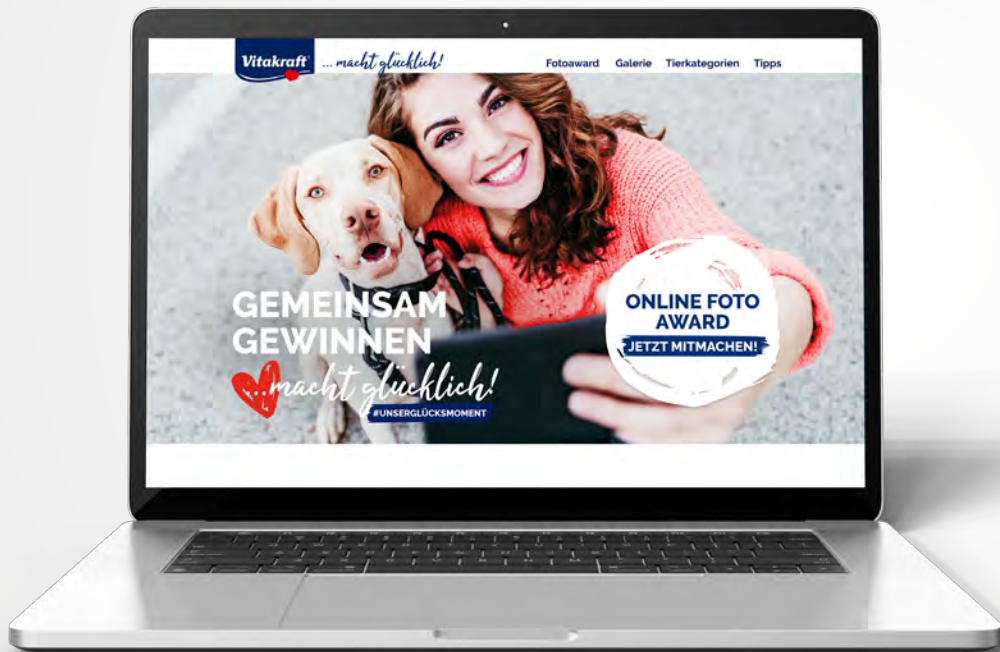 Vitakraft
... macht glücklich!
Fotoaward Galerie Tierkategorien Tipps
GEMEINSAM
GEWINNEN
...macht glücklich!
#UNSERGLÜCKSMOMENT
ONLINE FOTO
AWARD
JETZT MITMACHEN!